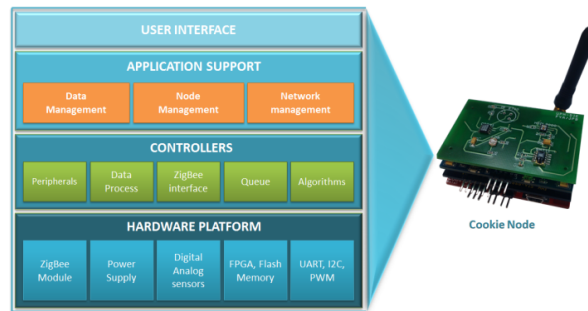 USER INTERFACE
APPLICATION SUPPORT
Data
Management
Node
Management
Network
management
CONTROLLERS
Peripherals
Data
Process
ZigBee
interface
Queue
Algorithms
HARDWARE PLATFORM
ZigBee
Module
Power
Supply
Digital
Analog
sensors
FPGA, Flash
Memory
UART, I2C,
PWM
Cookie Node